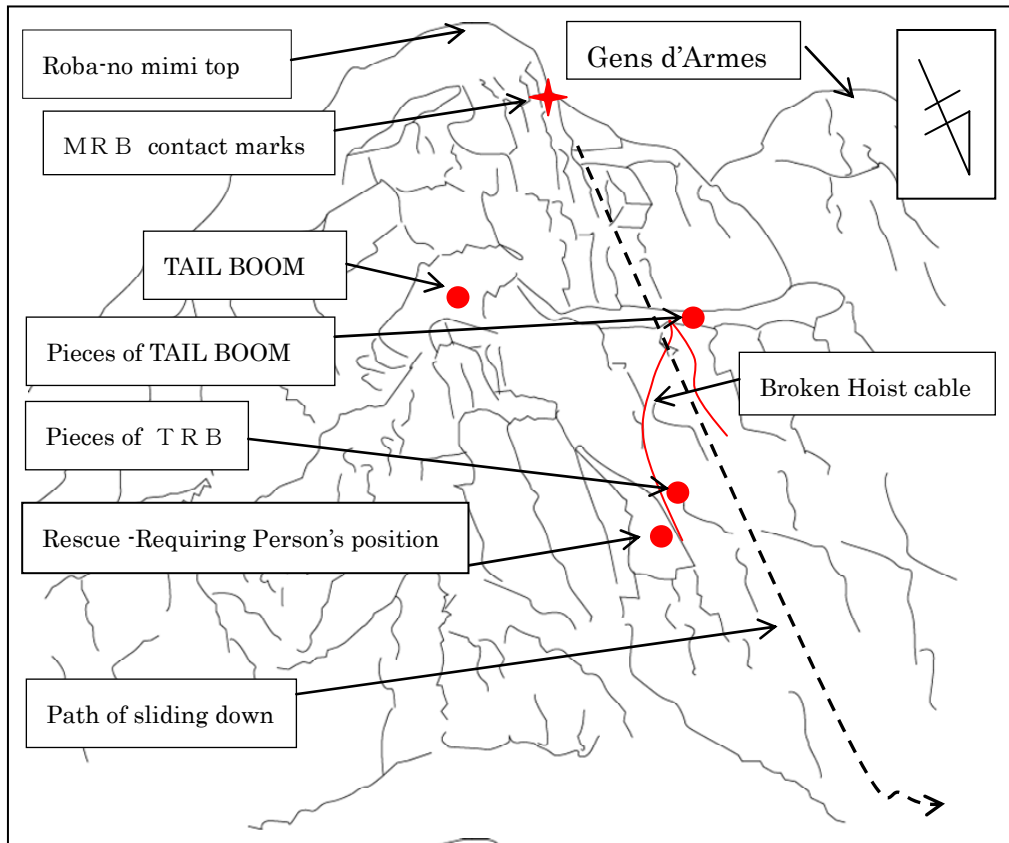 Roba-no mimi top
Gens d’Armes
ＭＲＢ contact marks
TAIL BOOM
Pieces of TAIL BOOM
Broken Hoist cable
Pieces of ＴＲＢ
Rescue -Requiring Person’s position
Path of sliding down